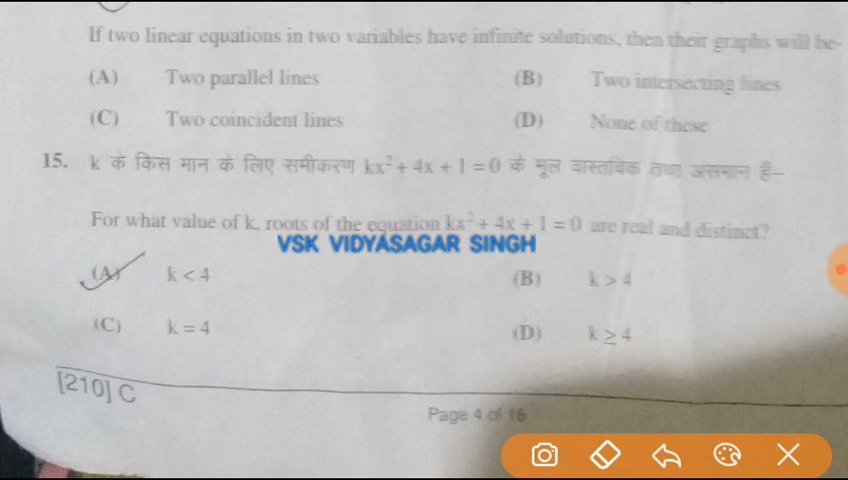 If two linear equations in two variables have infinite solutions, then their graphs will be-
(A) Two parallel lines (B) Two intersecting lines
(C) Two coincident lines (D) None of these
15. k के किस मान के लिए समीकरण kx² + 4x + 1 = 0 के मूल वास्तविक तथा असमान हैं–
For what value of k, roots of the equation kx² + 4x + 1 = 0 are real and distinct?
VSK VIDYASAGAR SINGH
(A) k < 4 (B) k > 4
(C) k = 4 (D) k ≥ 4
[210] C
Page 4 of 16